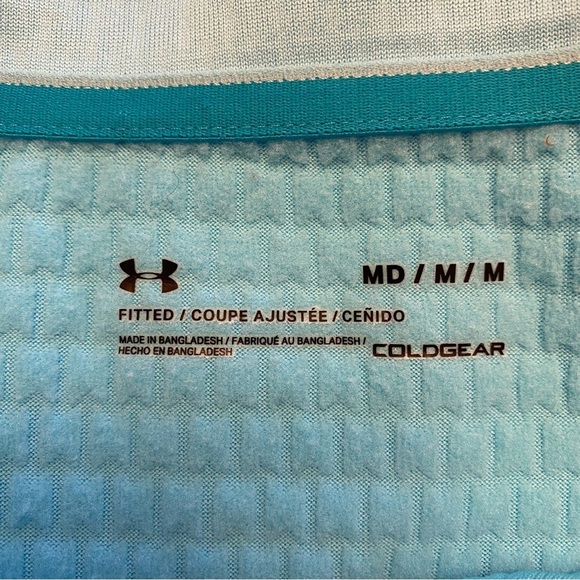 MD / M / M
FITTED / COUPE AJUSTÉE / CEÑIDO
MADE IN BANGLADESH / FABRIQUÉ AU BANGLADESH /
HECHO EN BANGLADESH
COLDGEAR